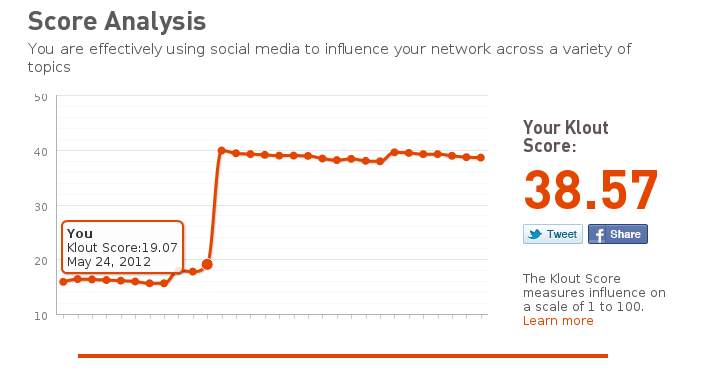 Score Analysis
You are effectively using social media to influence your network across a variety of
topics
50
40
30
20
10
You
Klout Score:19.07
May 24, 2012
Your Klout
Score:
38.57
Tweet
f Share
The Klout Score
measures influence on
a scale of 1 to 100.
Learn more